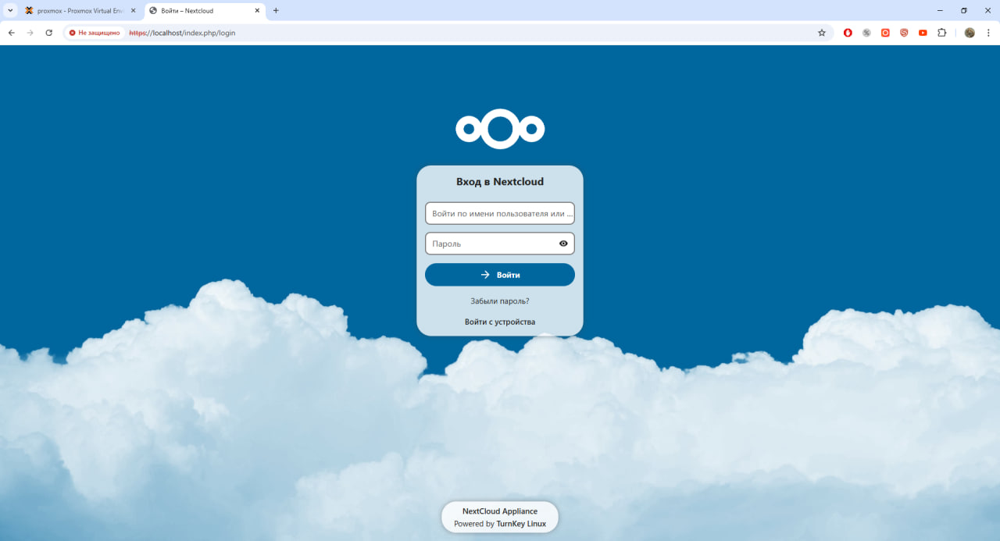 proxmox - Proxmox Virtual Env
Войти – Nextcloud
Не защищено
https://localhost/index.php/login
Вход в Nextcloud
Войти по имени пользователя или ...
Пароль
Войти
Забыли пароль?
Войти с устройства
NextCloud Appliance
Powered by TurnKey Linux